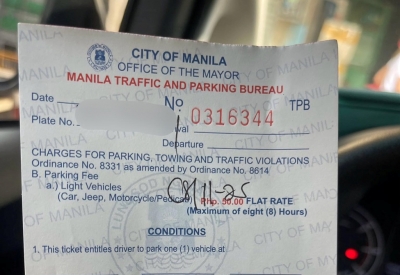 CITY OF MANILA
OFFICE OF THE MAYOR
MANILA TRAFFIC AND PARKING BUREAU
Date
No 0316344 TPB
Plate No.
val
Departure
CHARGES FOR PARKING, TOWING AND TRAFFIC VIOLATIONS
Ordinance No. 8331 as amended by Ordinance No. 8614
B. Parking Fee
a.) Light Vehicles
(Car, Jeep, Motorcycle/Pedicab) Php. 50.00 FLAT RATE
(Maximum of eight (8) Hours)
CONDITIONS
1. This ticket entitles driver to park one (1) vehicle at